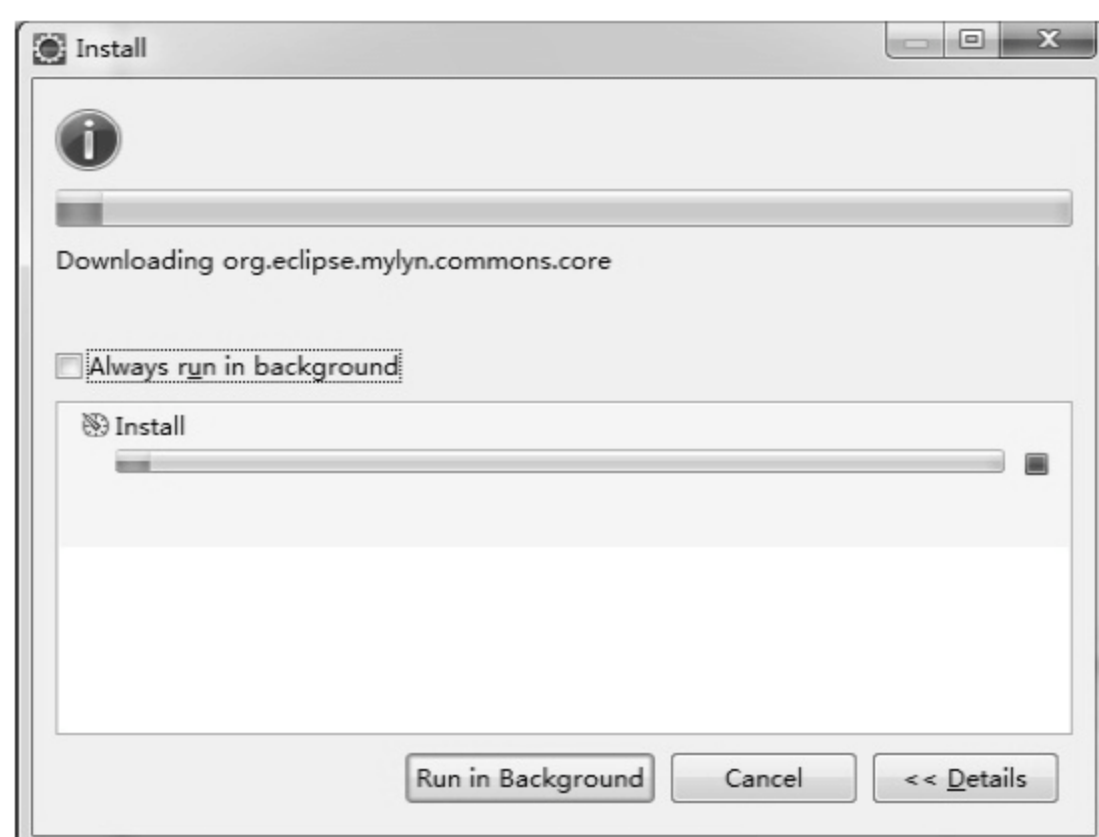 Install
Downloading org.eclipse.mylyn.commons.core
Always run in background
Install
Run in Background
Cancel
<< Details